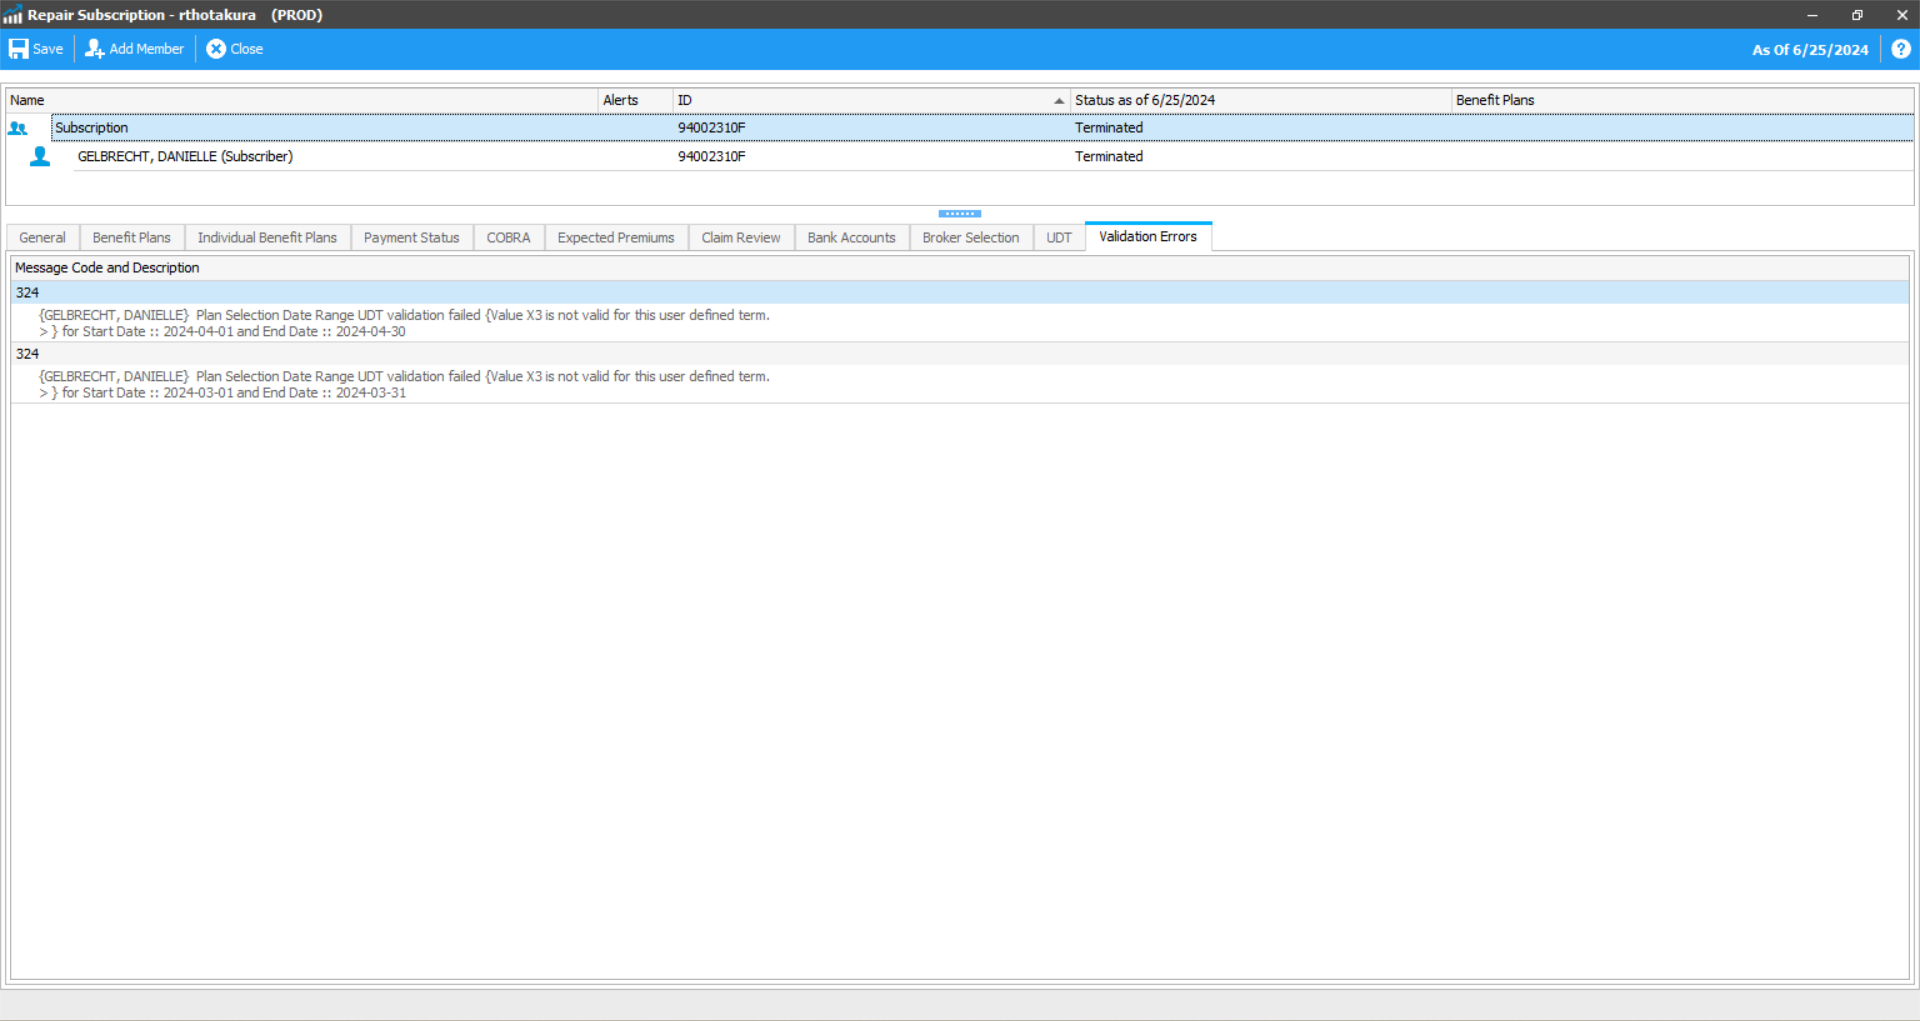 Repair Subscription - rthotakura (PROD)
Save Add Member Close As Of 6/25/2024 ?
Name Alerts ID Status as of 6/25/2024 Benefit Plans
Subscription 94002310F Terminated
GELBRECHT, DANIELLE (Subscriber) 94002310F Terminated
General Benefit Plans Individual Benefit Plans Payment Status COBRA Expected Premiums Claim Review Bank Accounts Broker Selection UDT Validation Errors
Message Code and Description
324
{GELBRECHT, DANIELLE} Plan Selection Date Range UDT validation failed {Value X3 is not valid for this user defined term.
> } for Start Date :: 2024-04-01 and End Date :: 2024-04-30
324
{GELBRECHT, DANIELLE} Plan Selection Date Range UDT validation failed {Value X3 is not valid for this user defined term.
> } for Start Date :: 2024-03-01 and End Date :: 2024-03-31